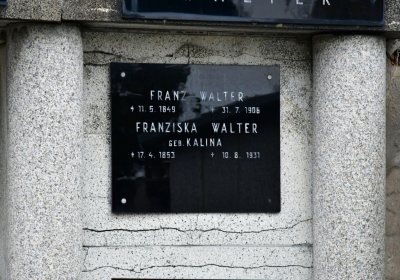 FRANZ WALTER
+ 11. 5. 1849 + 31. 7. 1906
FRANZISKA WALTER
GEB. KALINA
+ 17. 4. 1853 + 10. 8. 1931